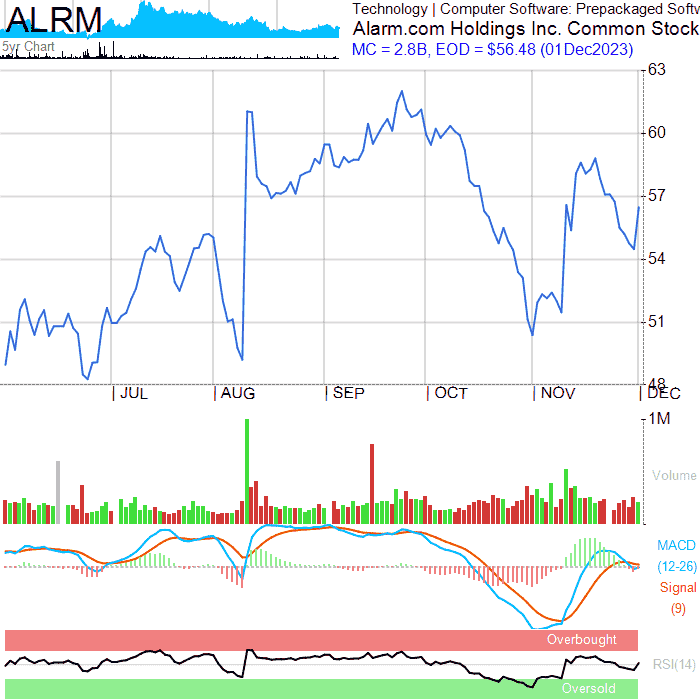 ALRM
5yr Chart
Technology | Computer Software: Prepackaged Softw
Alarm.com Holdings Inc. Common Stock
MC = 2.8B, EOD = $56.48 (01Dec2023)
63
60
57
54
51
48
| JUL | AUG | SEP | OCT | NOV | DEC
1M
Volume
MACD
(12-26)
Signal
(9)
Overbought
RSI(14)
Oversold